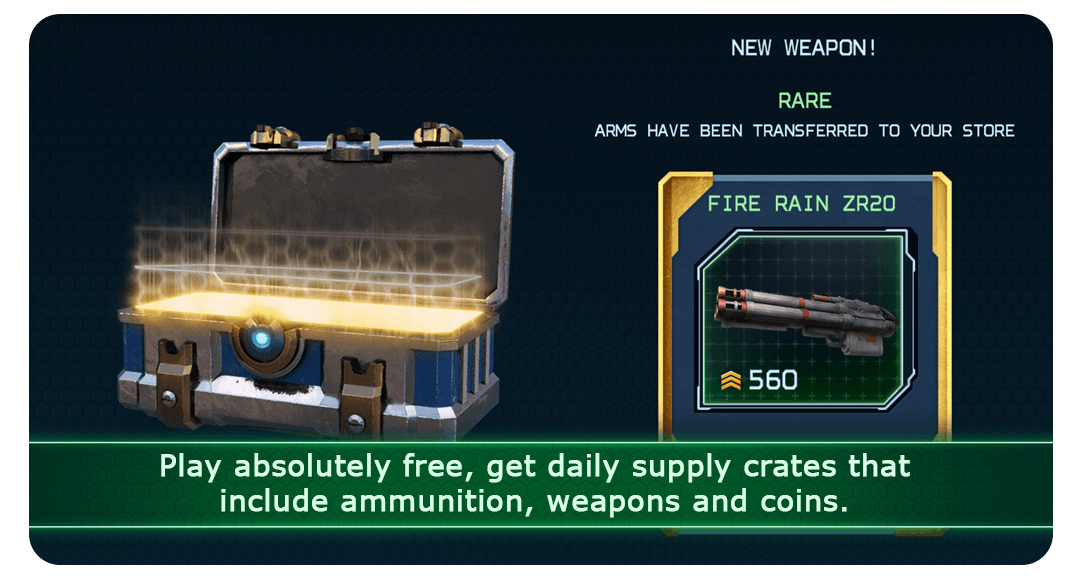 NEW WEAPON!
RARE
ARMS HAVE BEEN TRANSFERRED TO YOUR STORE
FIRE RAIN ZR20
560
Play absolutely free, get daily supply crates that
include ammunition, weapons and coins.